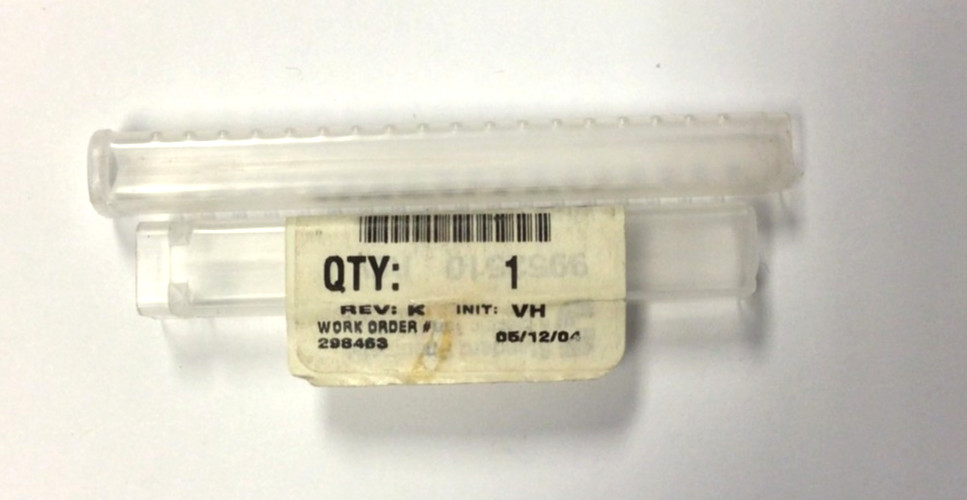 QTY: 1
REV: K INIT: VH
WORK ORDER #
298463 05/12/04